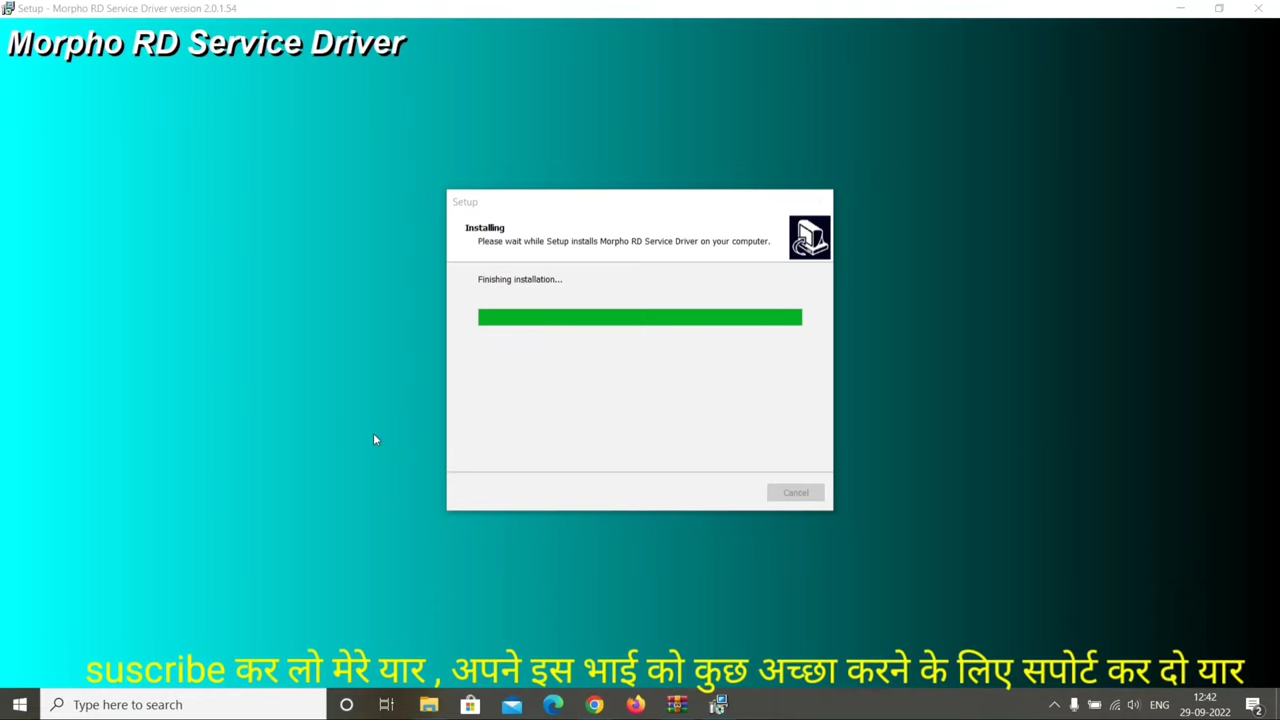 Setup - Morpho RD Service Driver version 2.0.1.54
Morpho RD Service Driver
Setup
Installing
Please wait while Setup installs Morpho RD Service Driver on your computer.
Finishing installation...
Cancel
suscribe कर लो मेरे यार , अपने इस भाई को कुछ अच्छा करने के लिए सपोर्ट कर दो यार
Type here to search
ENG
12:42
29-09-2022
2